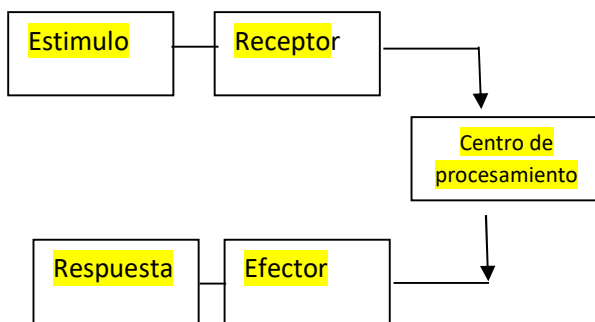 Estimulo
Receptor
Centro de
procesamiento
Respuesta
Efector